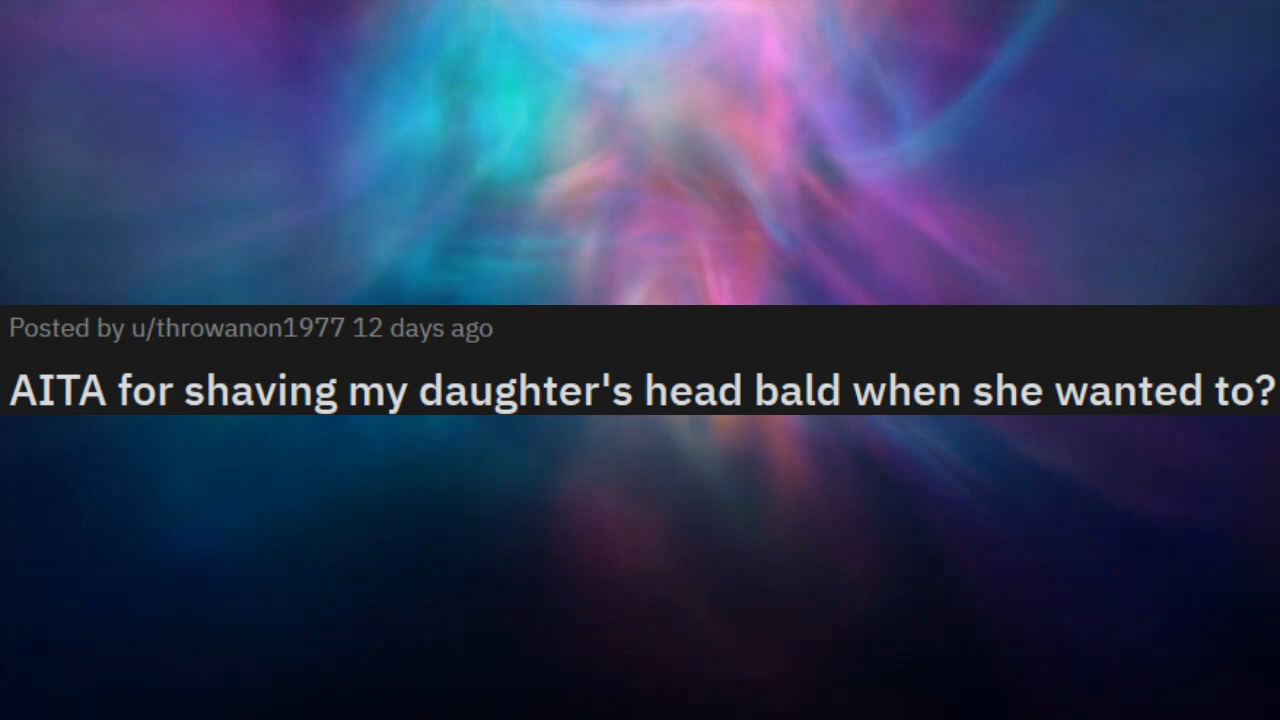 Posted by u/throwanon1977 12 days ago
AITA for shaving my daughter's head bald when she wanted to?